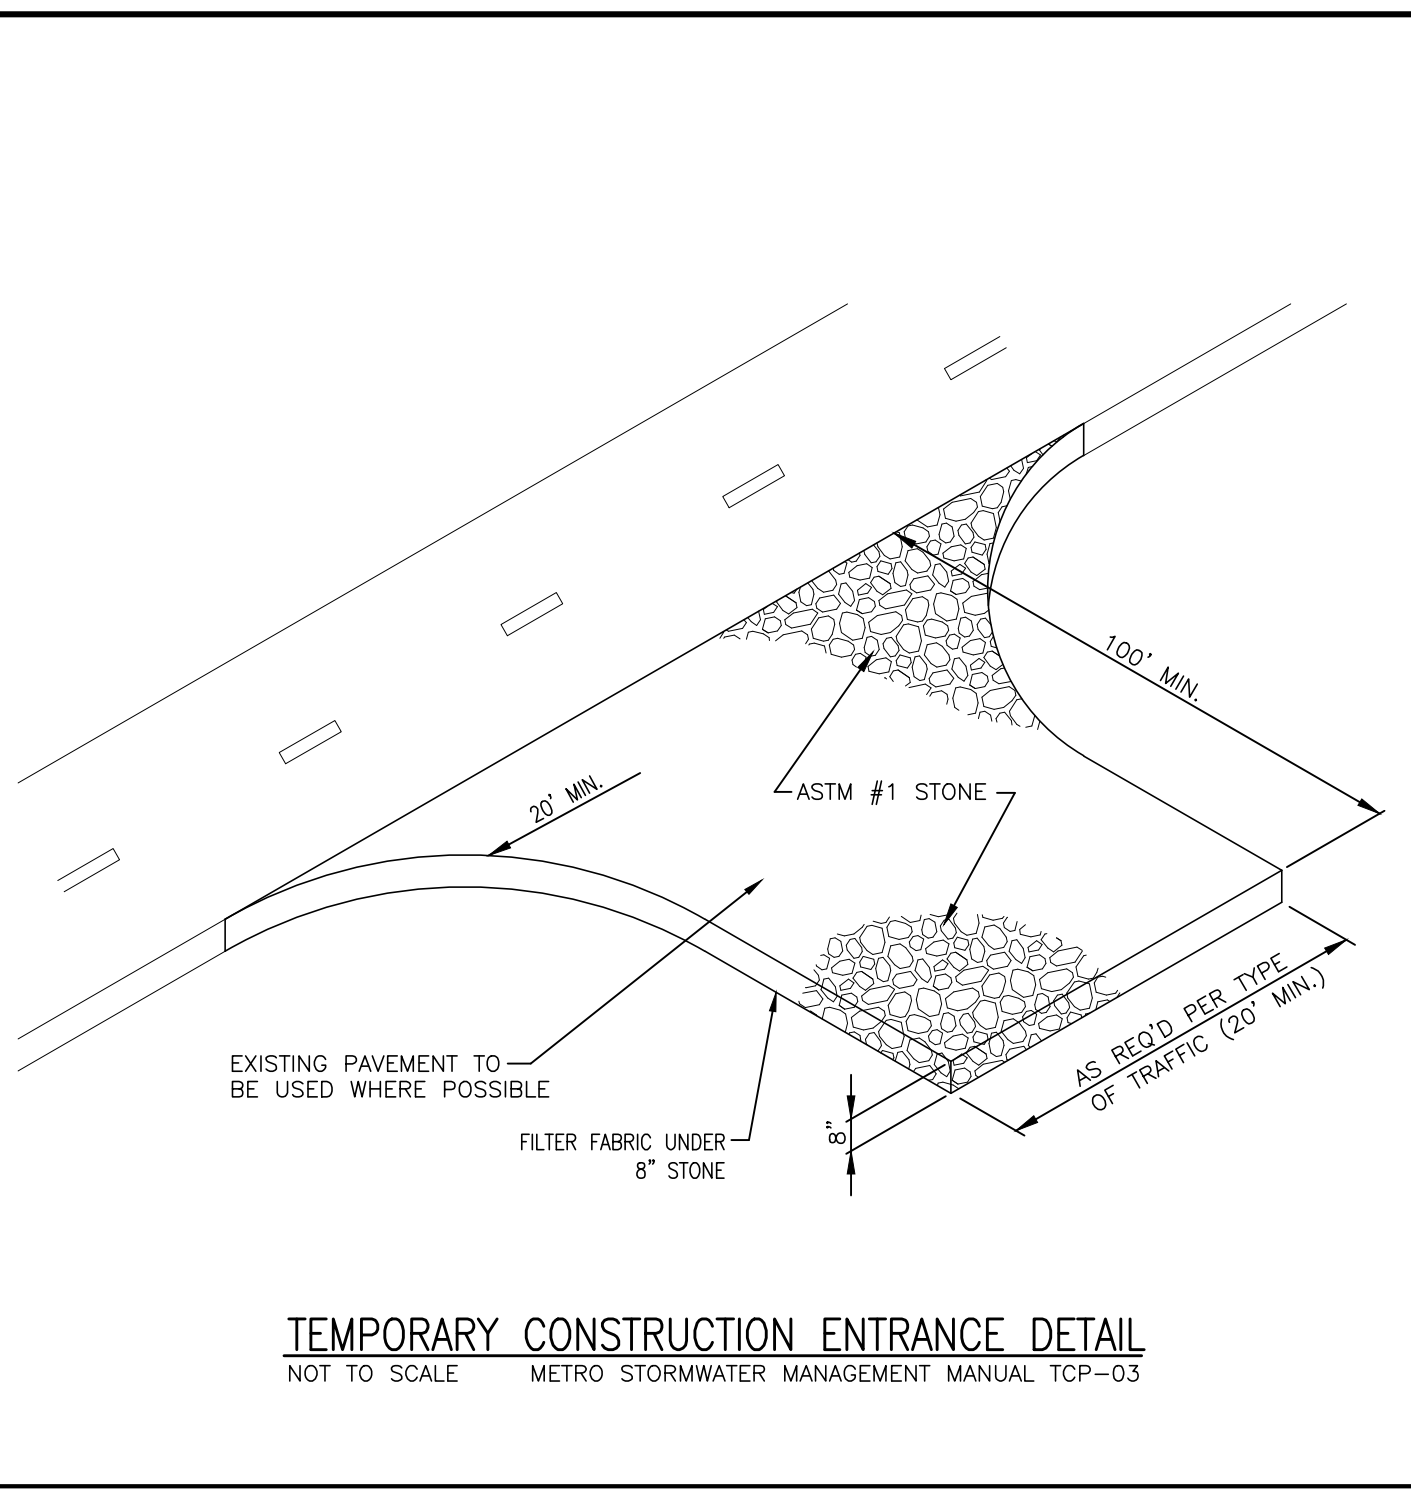 100' MIN.
20' MIN.
ASTM #1 STONE
EXISTING PAVEMENT TO
BE USED WHERE POSSIBLE
AS REQ'D PER TYPE
OF TRAFFIC (20' MIN.)
8"
FILTER FABRIC UNDER
8" STONE
TEMPORARY CONSTRUCTION ENTRANCE DETAIL
NOT TO SCALE METRO STORMWATER MANAGEMENT MANUAL TCP-03